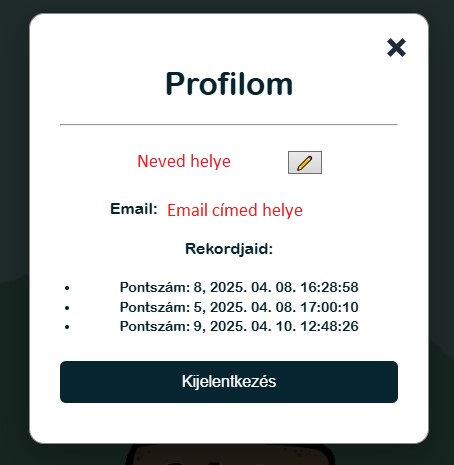 Profilom
Neved helye
Email: Email címed helye
Rekordjaid:
• Pontszám: 8, 2025. 04. 08. 16:28:58
• Pontszám: 5, 2025. 04. 08. 17:00:10
• Pontszám: 9, 2025. 04. 10. 12:48:26
Kijelentkezés